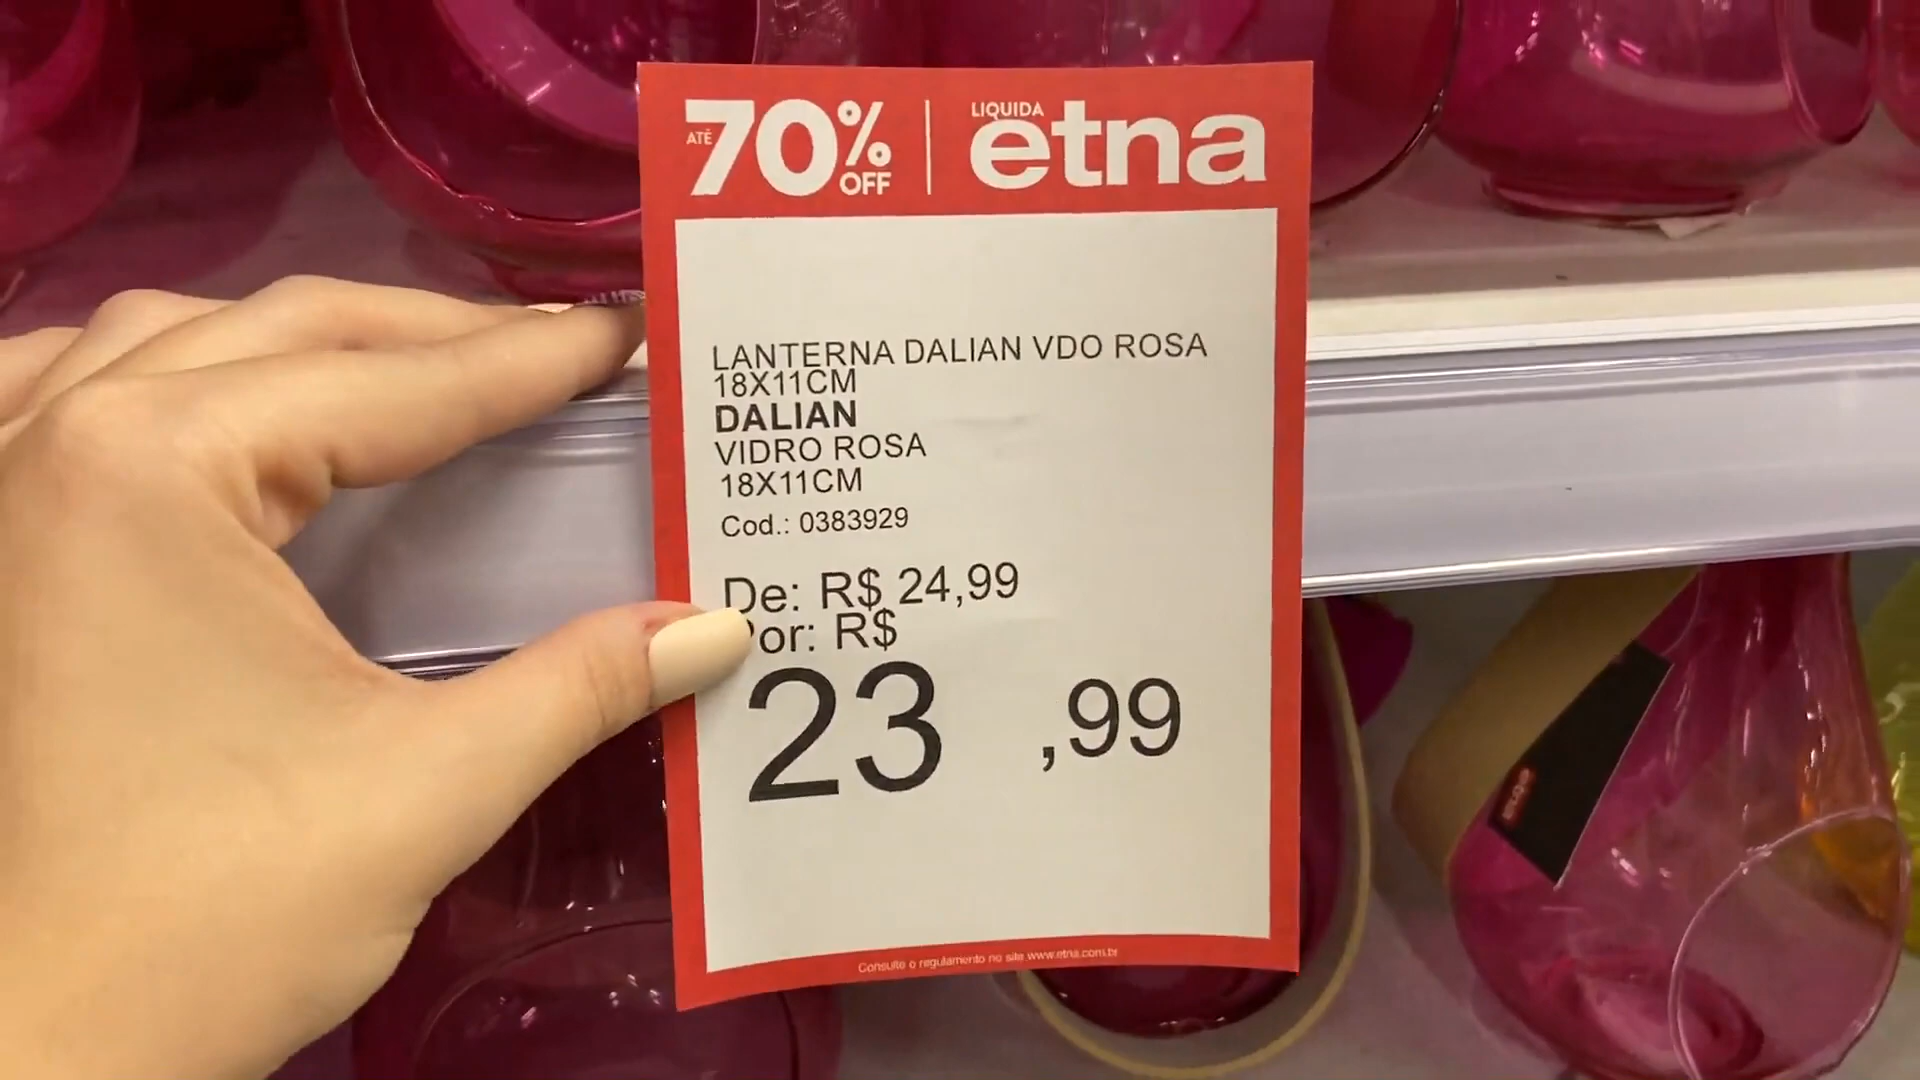 ATÉ 70% OFF
LIQUIDA
etna
LANTERNA DALIAN VDO ROSA
18X11CM
DALIAN
VIDRO ROSA
18X11CM
Cod.: 0383929
De: R$ 24,99
Por: R$
23,99
Consulte o regulamento no site www.etna.com.br